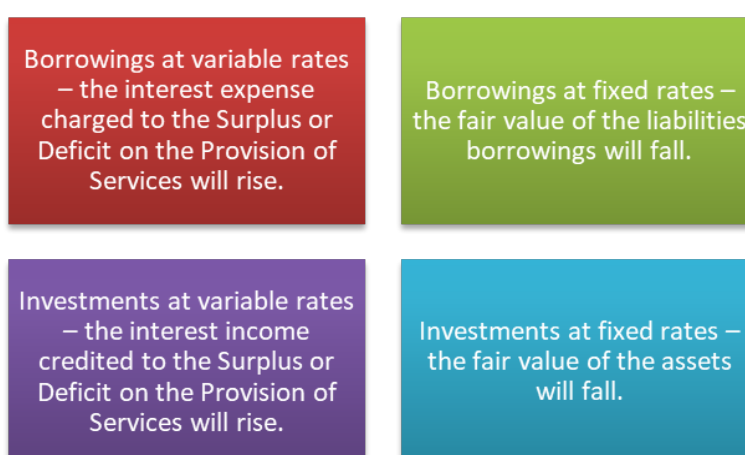 Borrowings at variable rates
– the interest expense
charged to the Surplus or
Deficit on the Provision of
Services will rise.
Borrowings at fixed rates –
the fair value of the liabilities
borrowings will fall.
Investments at variable rates
– the interest income
credited to the Surplus or
Deficit on the Provision of
Services will rise.
Investments at fixed rates –
the fair value of the assets
will fall.